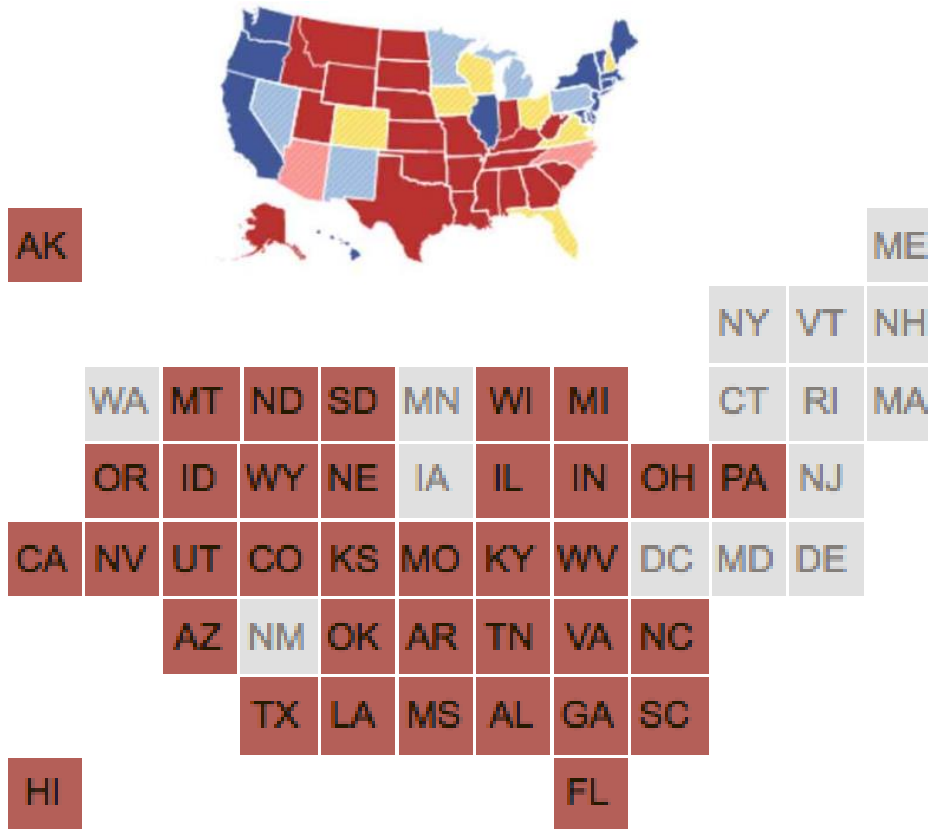 AK ME
NY VT NH
WA MT ND SD MN WI MI CT RI MA
OR ID WY NE IA IL IN OH PA NJ
CA NV UT CO KS MO KY WV DC MD DE
AZ NM OK AR TN VA NC
TX LA MS AL GA SC
HI FL